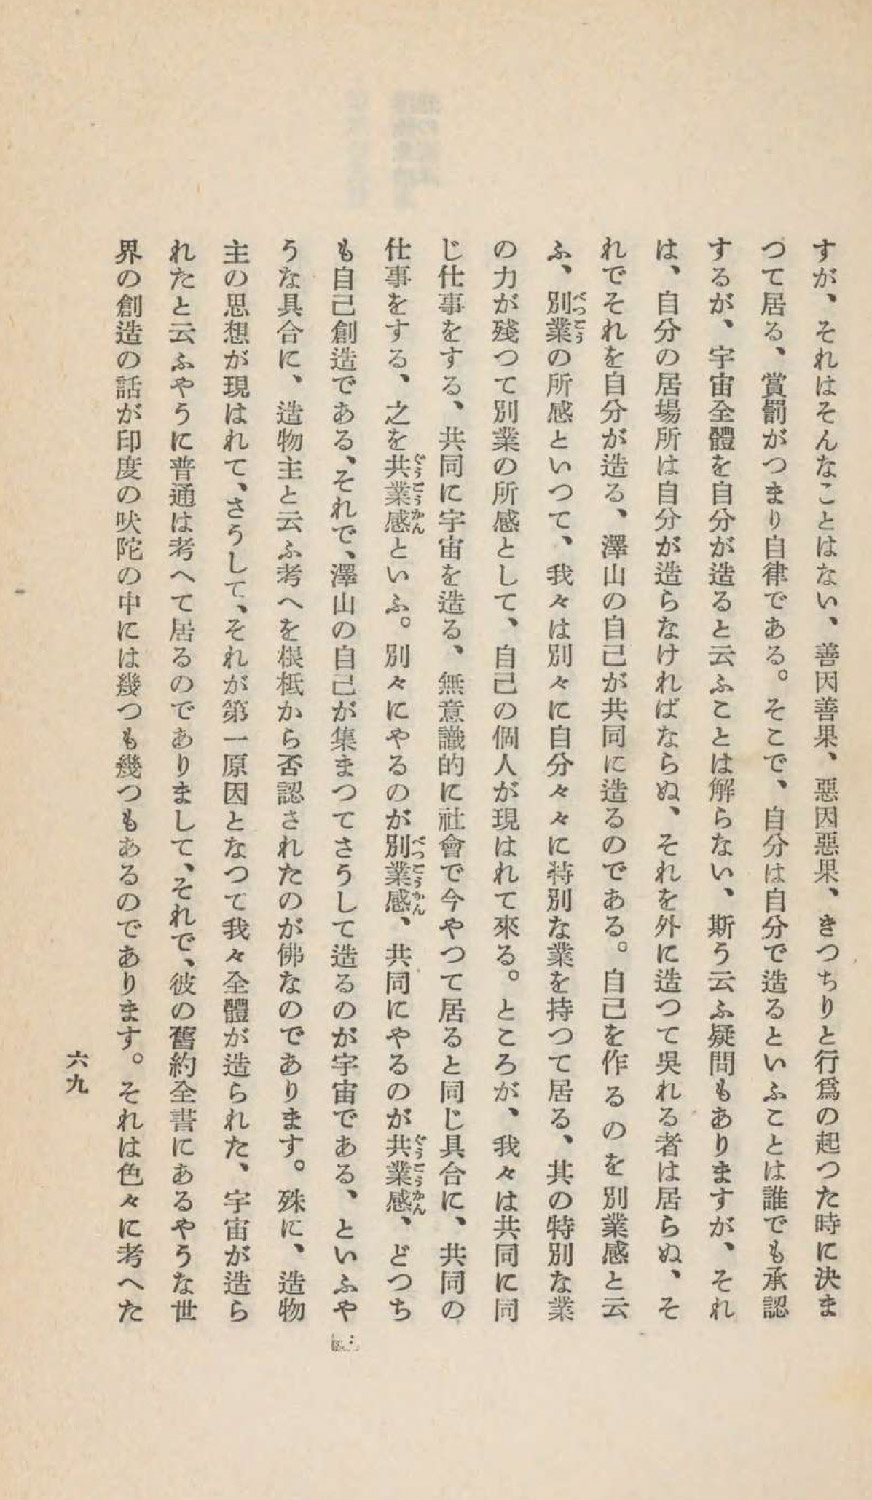 すが、それはそんなことはない、善因善果、惡因惡果、きつちりと行爲の起つた時に決ま
つて居る、賞罰がつまり自律である。そこで、自分は自分で造るといふことは誰でも承認
するが、宇宙全體を自分が造ると云ふことは解らない、斯う云ふ疑問もありますが、それ
は、自分の居場所は自分が造らなければならぬ、それを外に造つて吳れる者は居らぬ、そ
れでそれを自分が造る、澤山の自己が共同に造るのである。自己を作るのを別業感と云
ふ、別業の所感といつて、我々は別々に自分々々に特別な業を持つて居る、其の特別な業
の力が殘つて別業の所感として、自己の個人が現はれて來る。ところが、我々は共同に同
じ仕事をする、共同に宇宙を造る、無意識的に社會で今やつて居ると同じ具合に、共同の
仕事をする、之を共業感といふ。別々にやるのが別業感、共同にやるのが共業感、どつち
も自己創造である、それで、澤山の自己が集まつてさうして造るのが宇宙である、といふや
うな具合に、造物主と云ふ考へを根柢から否認されたのが佛なのであります。殊に、造物
主の思想が現はれて、さうして、それが第一原因となつて我々全體が造られた、宇宙が造ら
れたと云ふやうに普通は考へて居るのでありまして、それで、彼の舊約全書にあるやうな世
界の創造の話が印度の吠陀の中には幾つも幾つもあるのであります。それは色々に考へた
六九